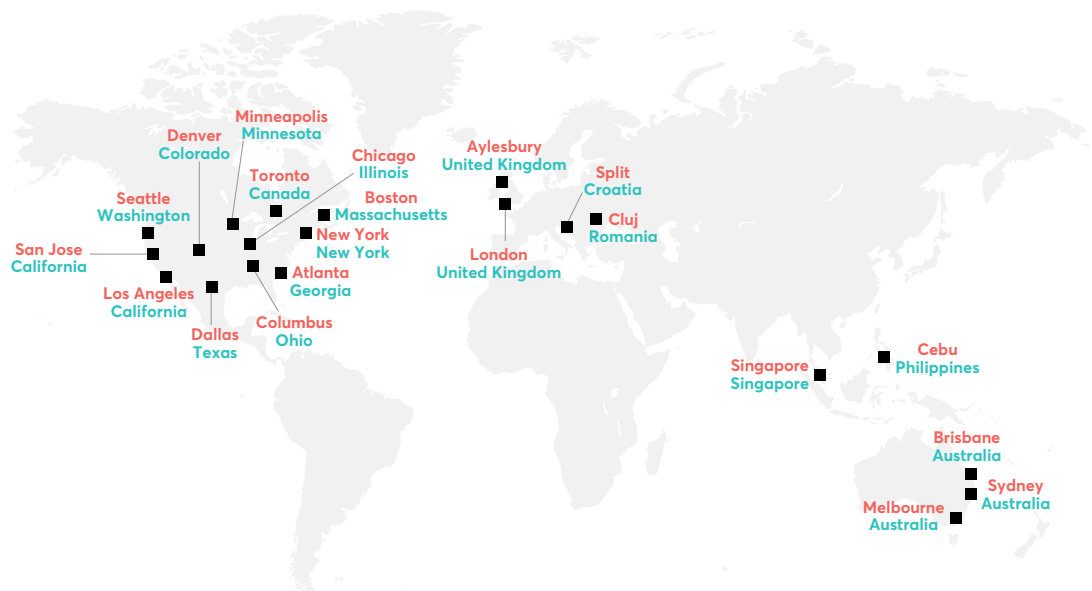 Minneapolis
Minnesota
Denver
Colorado
Chicago
Illinois
Toronto
Canada
Boston
Massachusetts
Seattle
Washington
New York
New York
San Jose
California
Atlanta
Georgia
Los Angeles
California
Columbus
Ohio
Dallas
Texas
Aylesbury
United Kingdom
Split
Croatia
Cluj
Romania
London
United Kingdom
Cebu
Philippines
Singapore
Singapore
Brisbane
Australia
Sydney
Australia
Melbourne
Australia